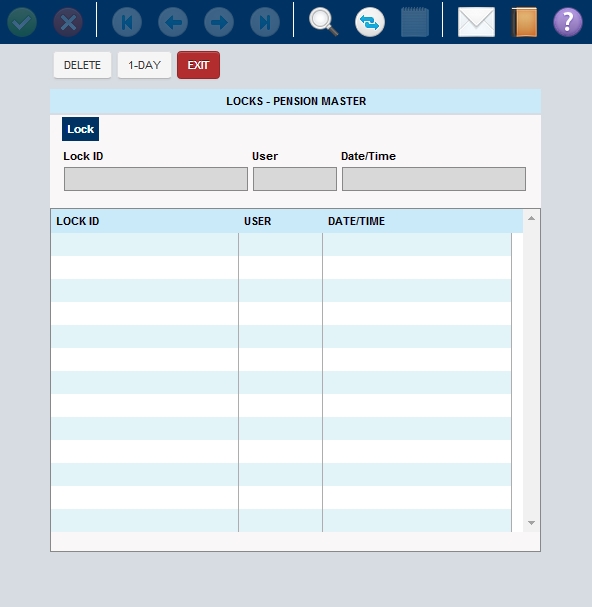 ?
DELETE 1-DAY EXIT
LOCKS - PENSION MASTER
Lock
Lock ID User Date/Time
LOCK ID USER DATE/TIME